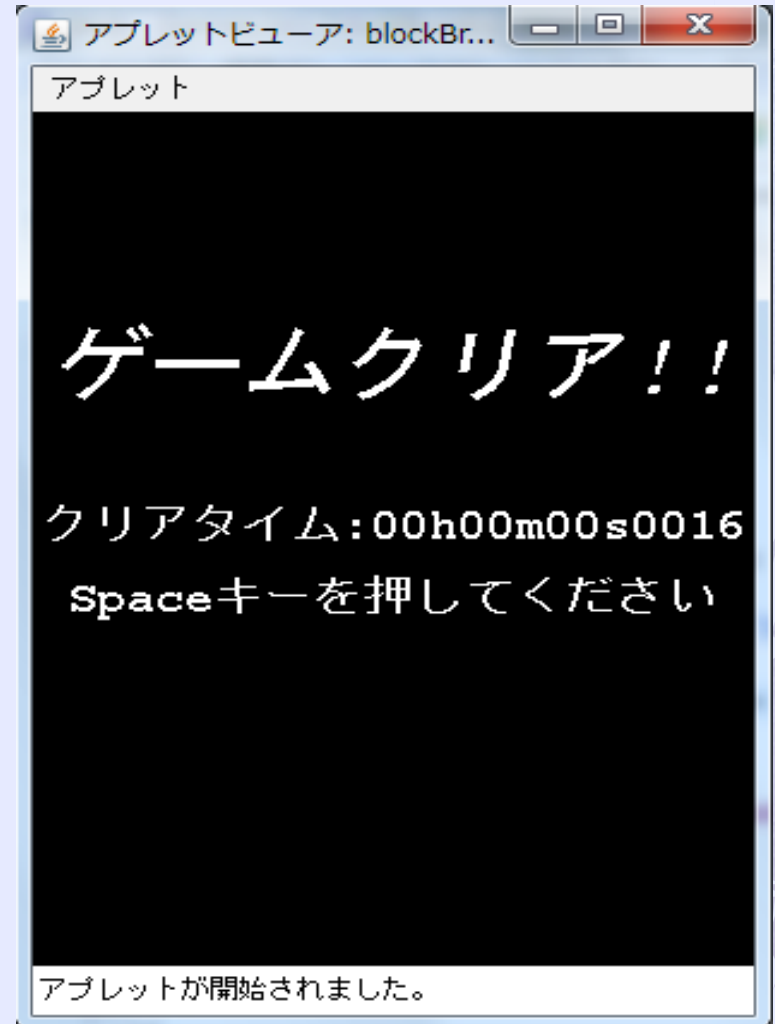 アプレットビューア: blockBr...
アプレット
ゲームクリア!!
クリアタイム:00h00m00s0016
Spaceキーを押してください
アプレットが開始されました。